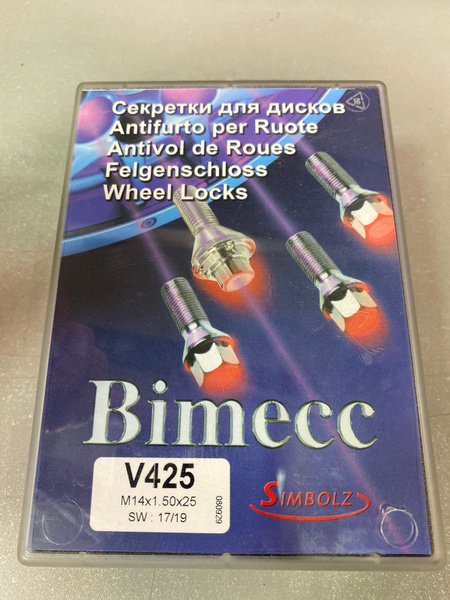 Секретки для дисков
Antifurto per Ruote
Antivol de Roues
Felgenschloss
Wheel Locks
Bimecc
V425
M14x1.50x25
SW : 17/19
080929
SIMBOLZ